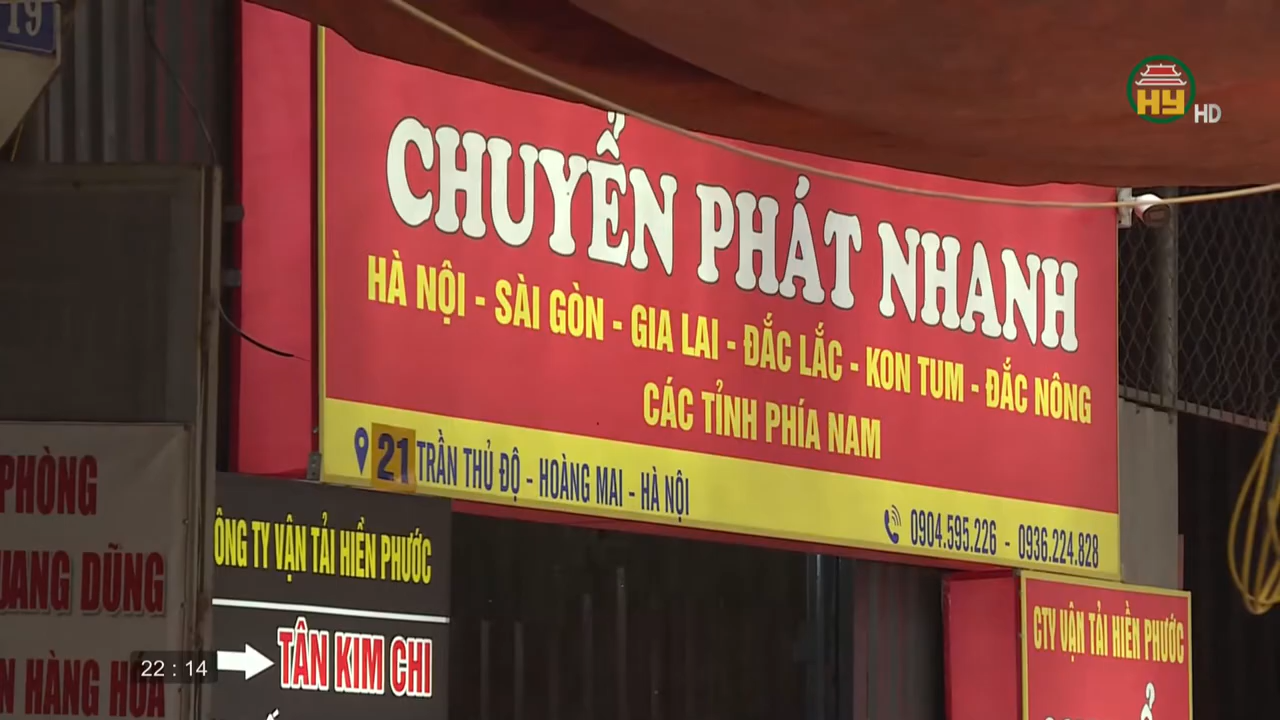 19
HY HD
CHUYỂN PHÁT NHANH
HÀ NỘI - SÀI GÒN - GIA LAI - ĐẮC LẮC - KON TUM - ĐẮC NÔNG
CÁC TỈNH PHÍA NAM
21 TRẦN THỦ ĐỘ - HOÀNG MAI - HÀ NỘI
0904.595.226 - 0936.224.828
PHÒNG
UANG DŨNG
N HÀNG HÓA
ÔNG TY VẬN TẢI HIỀN PHƯỚC
TÂN KIM CHI
CTY VẬN TẢI HIỀN PHƯỚC
22 : 14